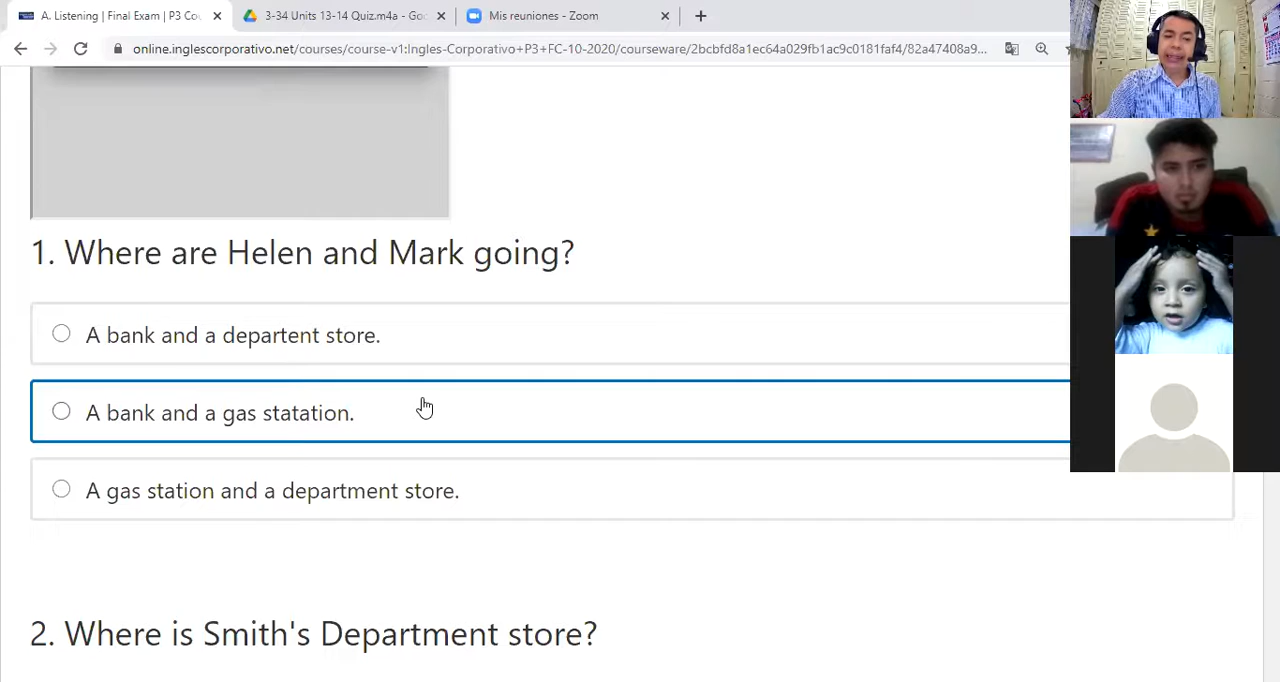 A. Listening | Final Exam | P3 Co
3-34 Units 13-14 Quiz.m4a - Go
Mis reuniones - Zoom
online.inglescorporativo.net/courses/course-v1:Ingles-Corporativo+P3+FC-10-2020/courseware/2bcbfd8a1ec64a029fb1ac9c0181faf4/82a47408a9...
1. Where are Helen and Mark going?
A bank and a departent store.
A bank and a gas statation.
A gas station and a department store.
2. Where is Smith's Department store?